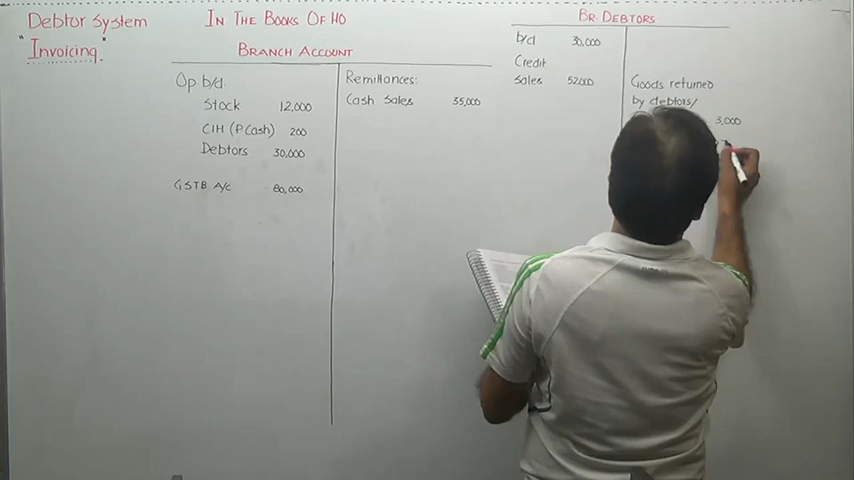 Debtor System
"Invoicing"
In The Books Of HO
Branch Account
Op b/d
Stock 12,000
CIH (P.Cash) 200
Debtors 30,000
GSTB A/c 80,000
Remittances:
Cash Sales 35,000
Br. Debtors
b/d 30,000
Credit
Sales 52,000
Goods returned
by debtors/
3,000